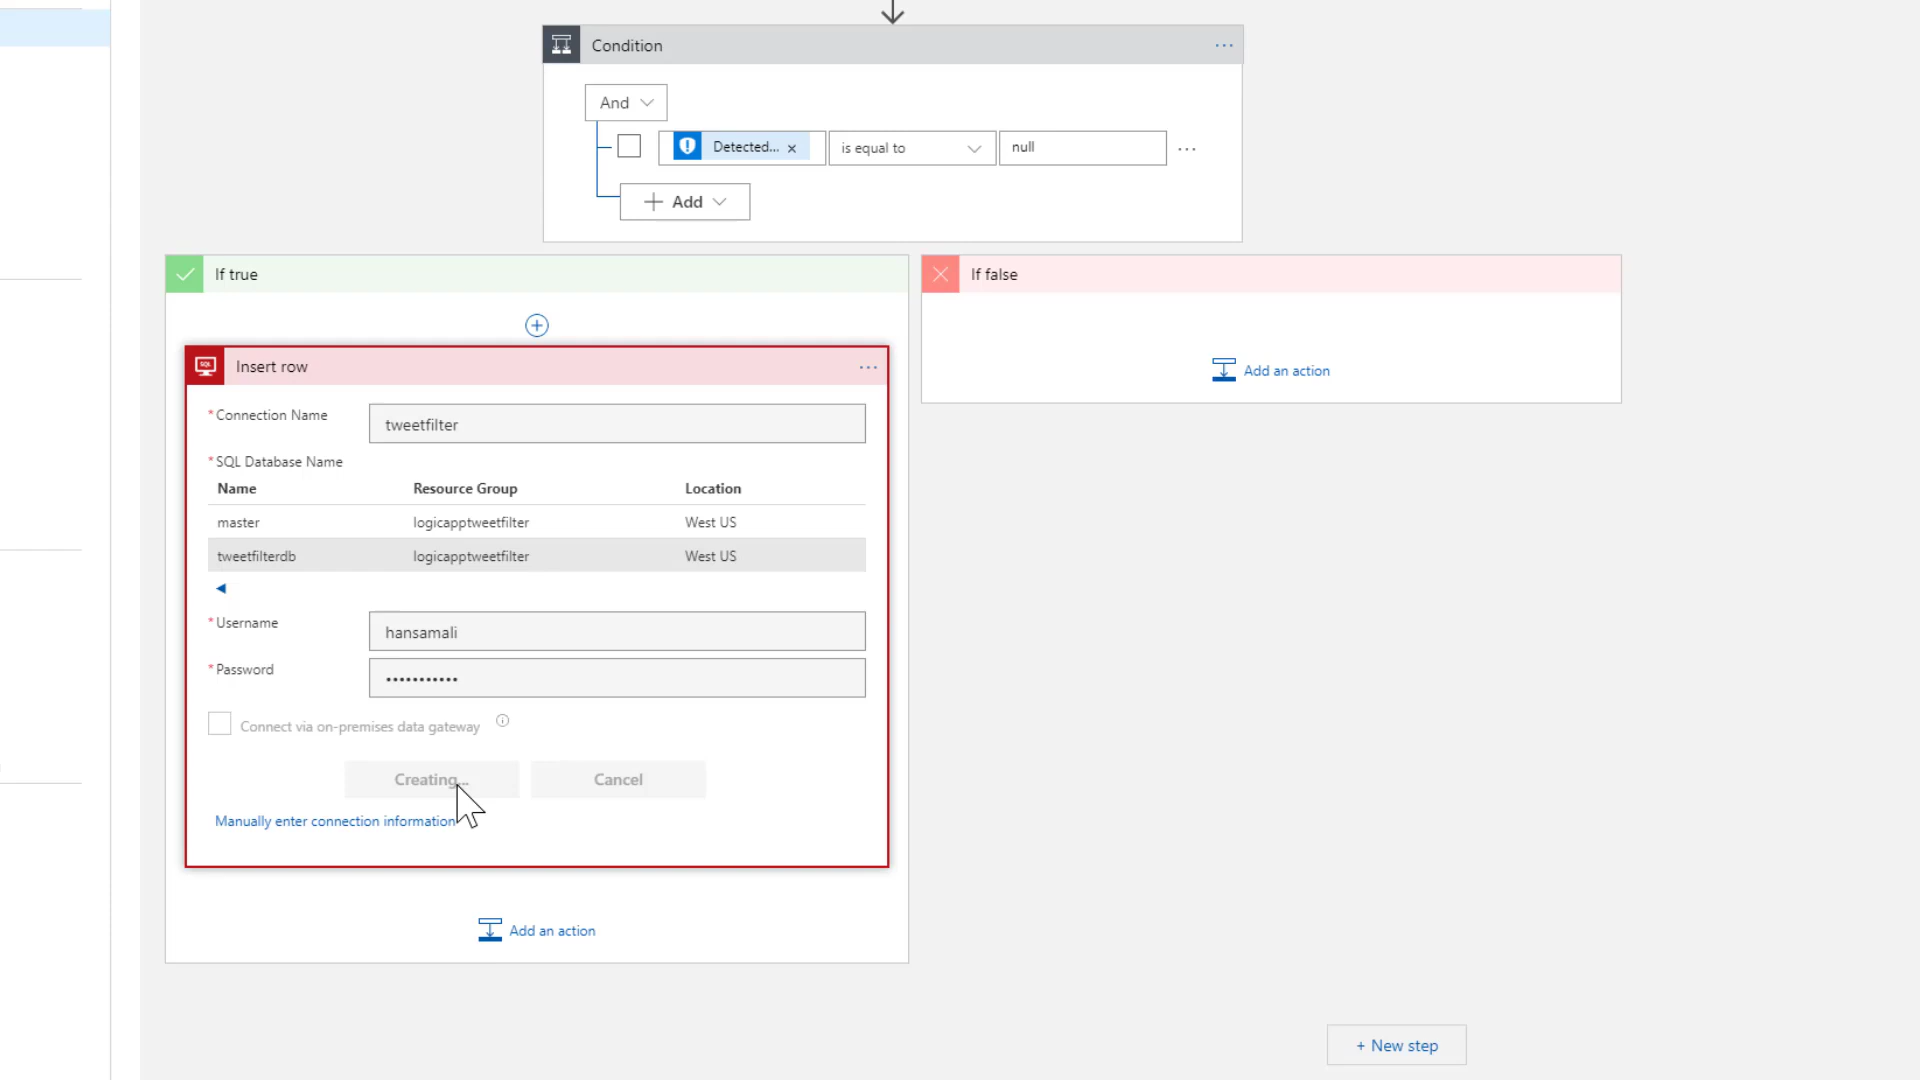 Condition
...
And
Detected... ×
is equal to
null
...
+ Add
If true
If false
SQL
Insert row
...
Add an action
* Connection Name
tweetfilter
* SQL Database Name
Name Resource Group Location
master logicapptweetfilter West US
tweetfilterdb logicapptweetfilter West US
* Username
hansamali
* Password
•••••••••••
Connect via on-premises data gateway
Creating...
Cancel
Manually enter connection information
Add an action
+ New step